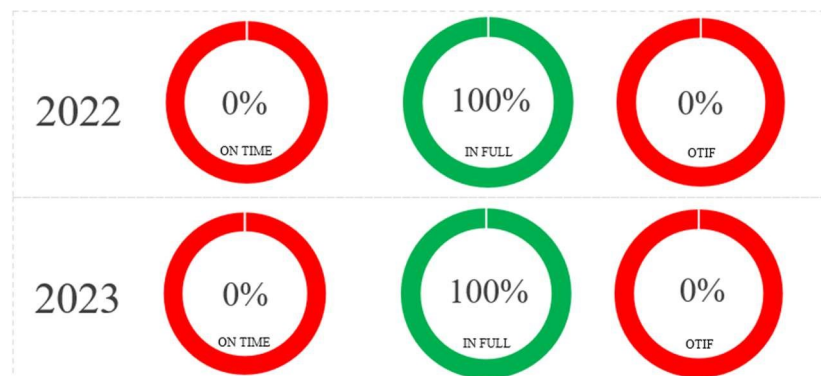 2022
0%
ON TIME
100%
IN FULL
0%
OTIF
2023
0%
ON TIME
100%
IN FULL
0%
OTIF